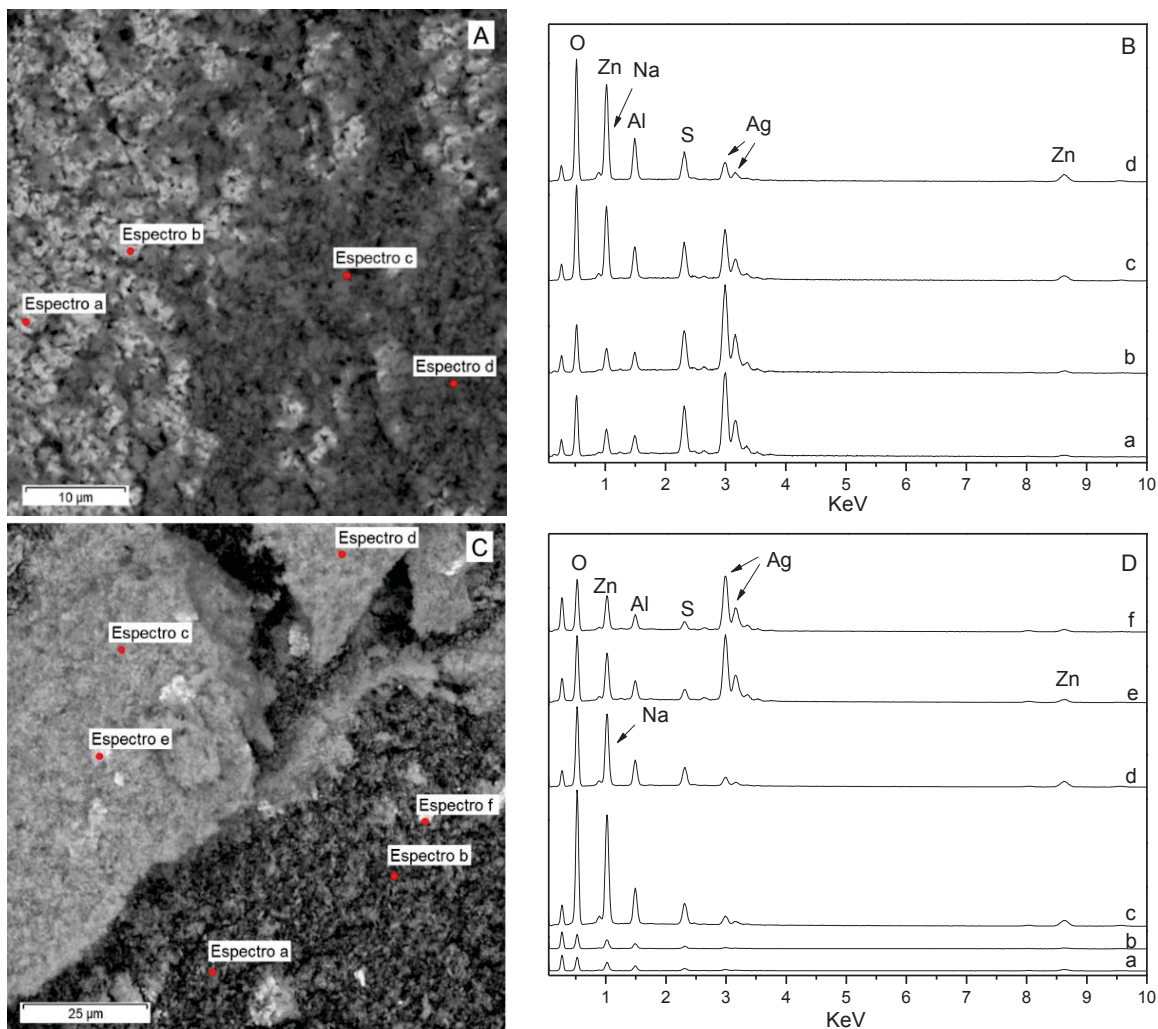 A
Espectro b
Espectro c
Espectro a
Espectro d
10 µm
B
O
Zn Na
Al
S
Ag
Zn
d
c
b
a
1 2 3 4 5 6 7 8 9 10
KeV
C
Espectro d
Espectro c
Espectro e
Espectro f
Espectro b
Espectro a
25 µm
D
O
Zn
Al
S
Ag
f
Zn
e
Na
d
c
b
a
1 2 3 4 5 6 7 8 9 10
KeV